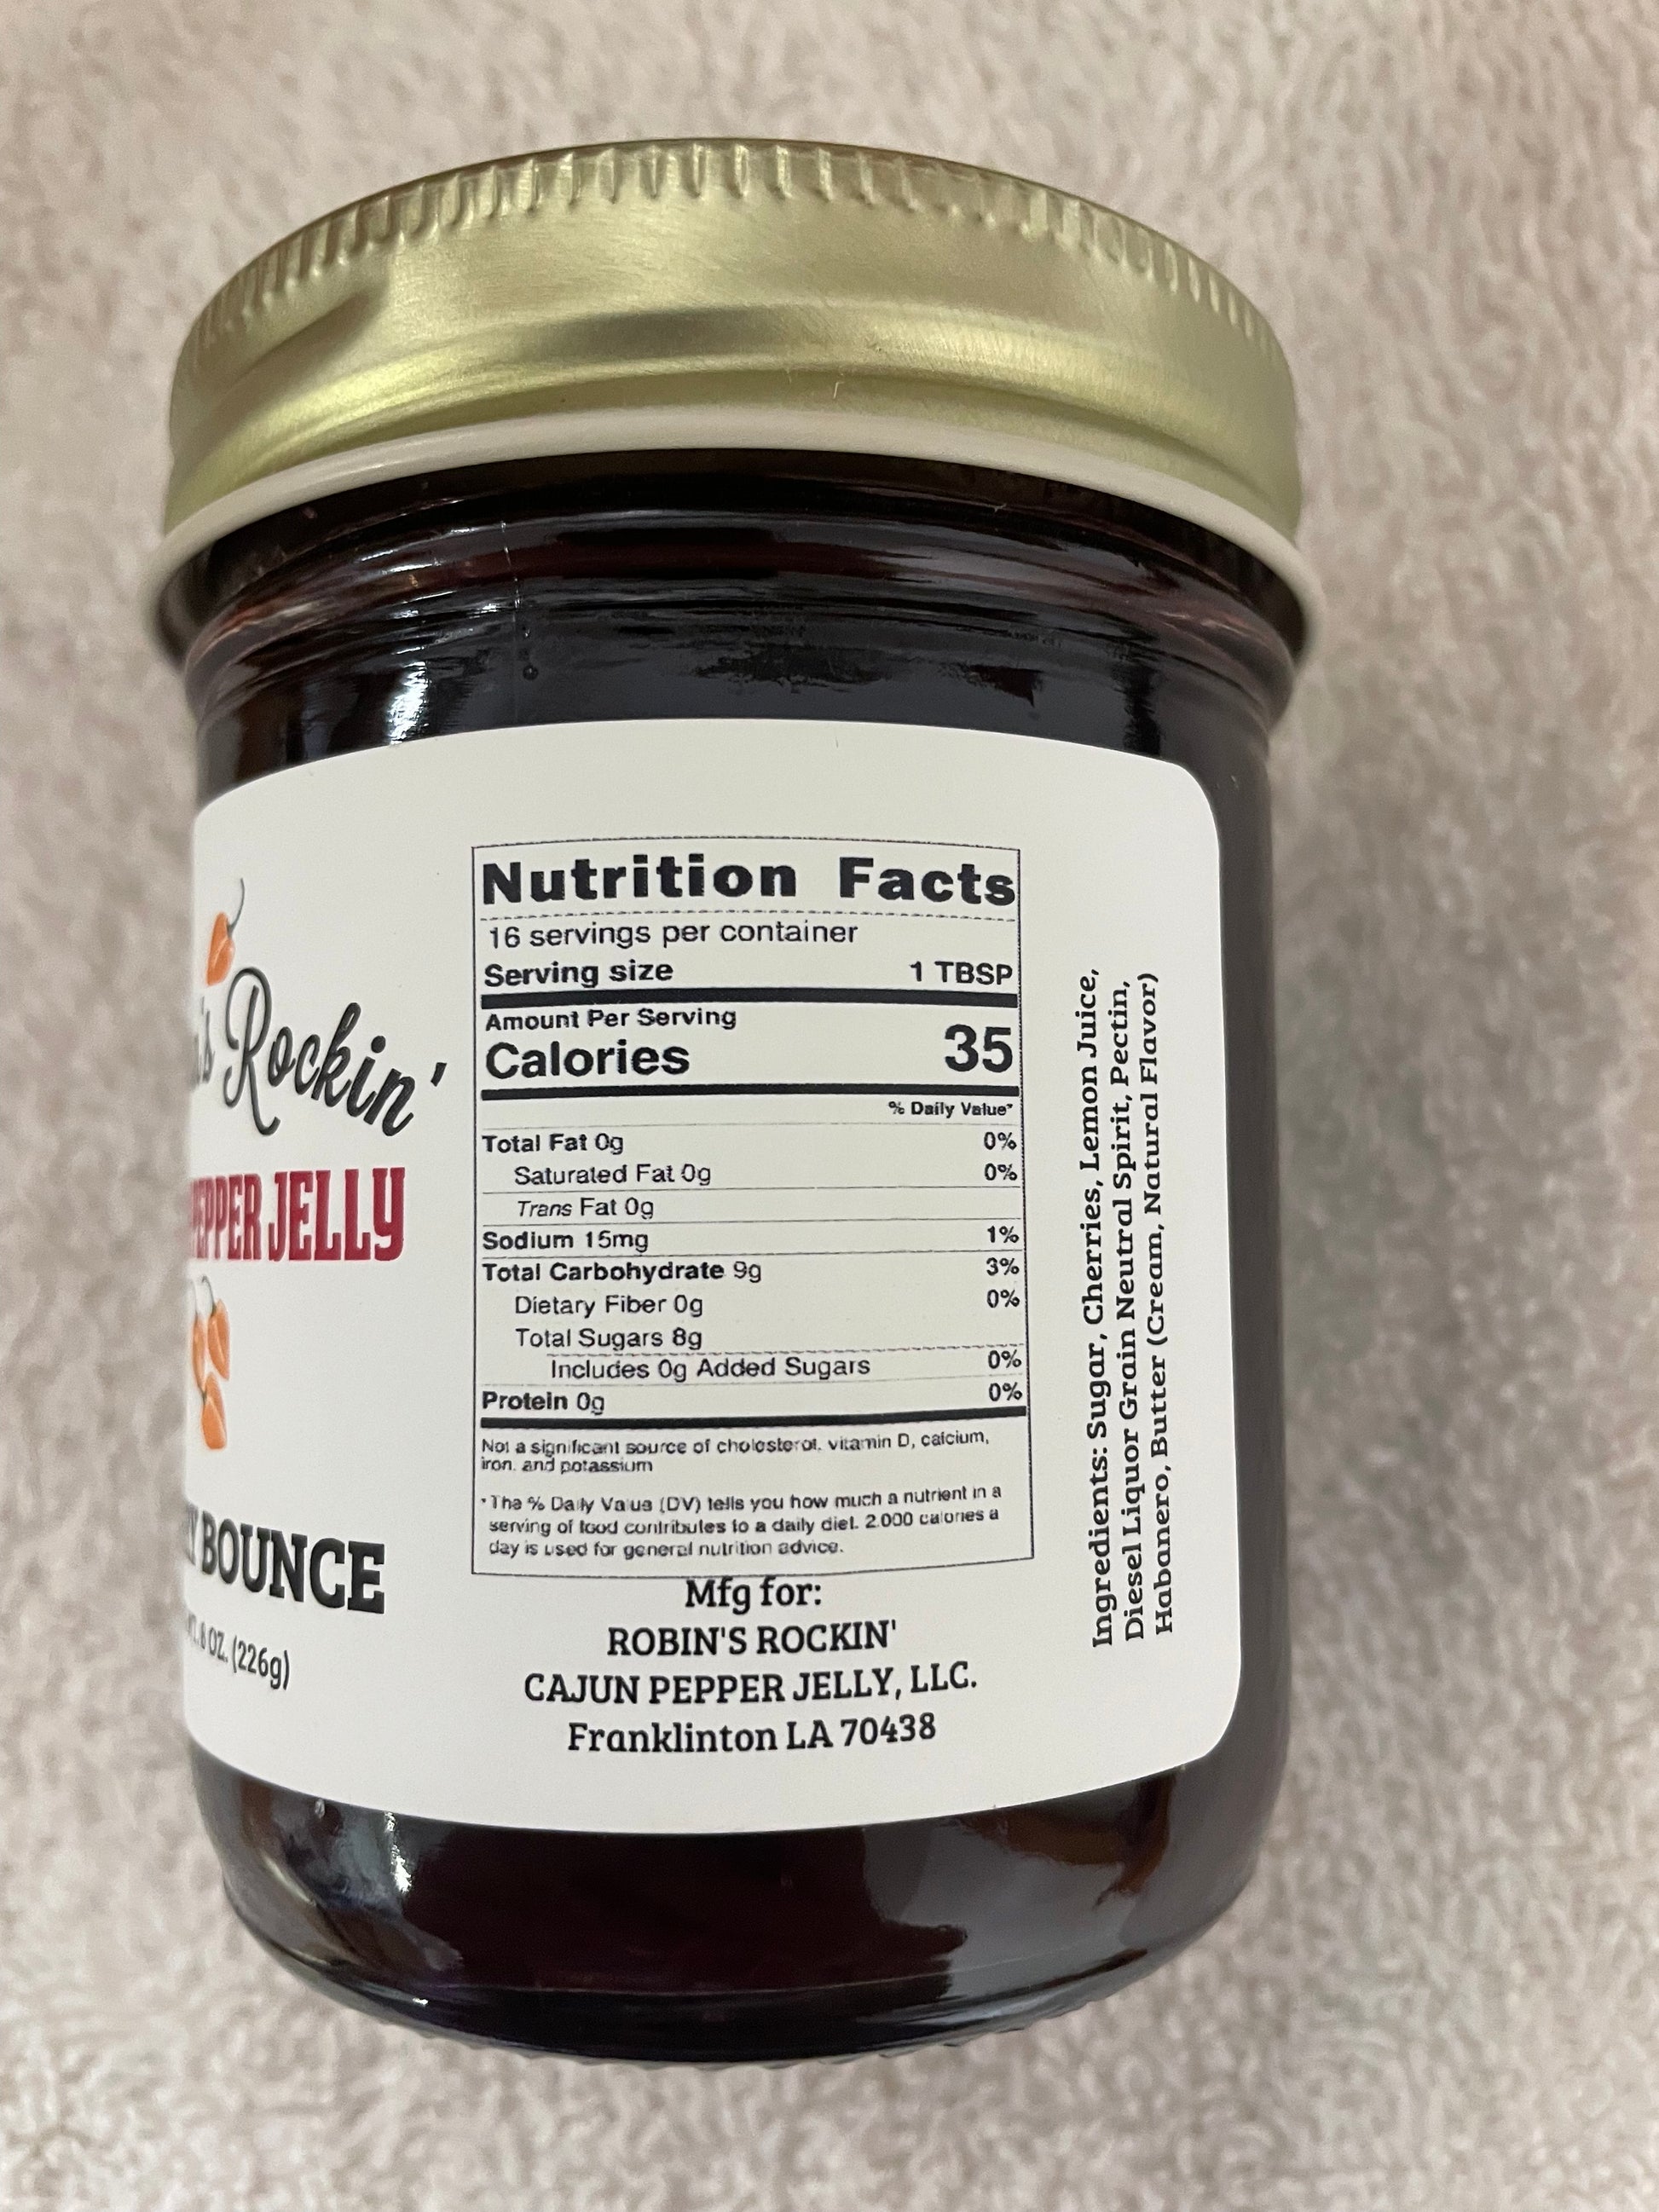 Rockin'
PEPPER JELLY
BOUNCE
8 OZ. (226g)
Nutrition Facts
16 servings per container
Serving size 1 TBSP
Amount Per Serving
Calories 35
% Daily Value*
Total Fat 0g 0%
Saturated Fat 0g 0%
Trans Fat 0g
Sodium 15mg 1%
Total Carbohydrate 9g 3%
Dietary Fiber 0g 0%
Total Sugars 8g
Includes 0g Added Sugars 0%
Protein 0g 0%
Not a significant source of cholesterol, vitamin D, calcium,
iron, and potassium
*The % Daily Value (DV) tells you how much a nutrient in a
serving of food contributes to a daily diet. 2,000 calories a
day is used for general nutrition advice.
Mfg for:
ROBIN'S ROCKIN'
CAJUN PEPPER JELLY, LLC.
Franklinton LA 70438
Ingredients: Sugar, Cherries, Lemon Juice,
Diesel Liquor Grain Neutral Spirit, Pectin,
Habanero, Butter (Cream, Natural Flavor)